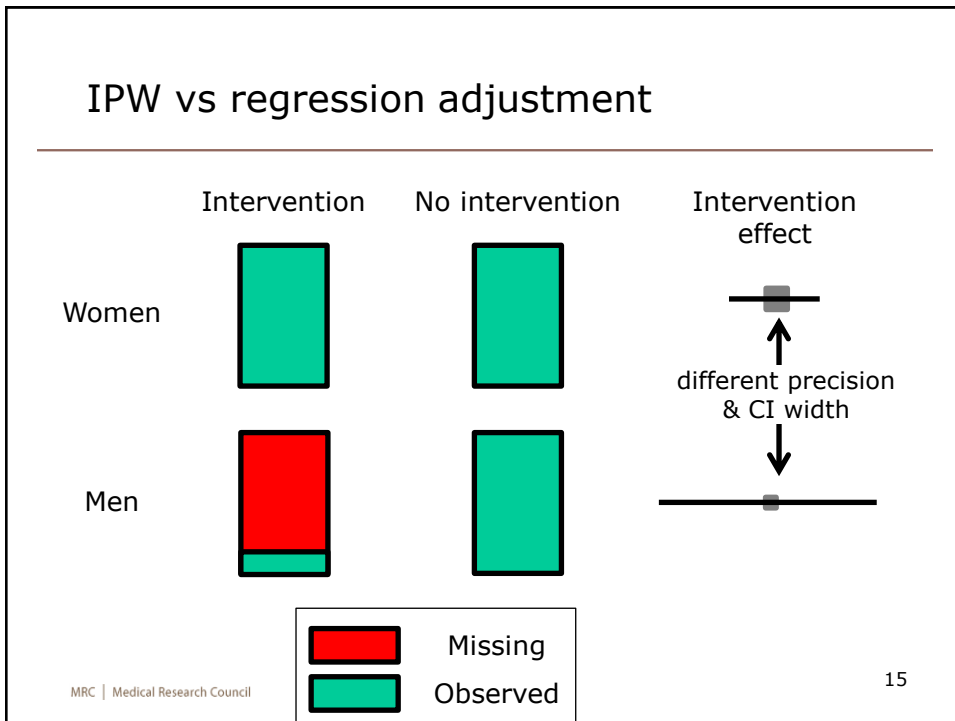 IPW vs regression adjustment
Intervention No intervention Intervention
effect
Women
different precision
& CI width
Men
Missing
Observed
MRC | Medical Research Council
15